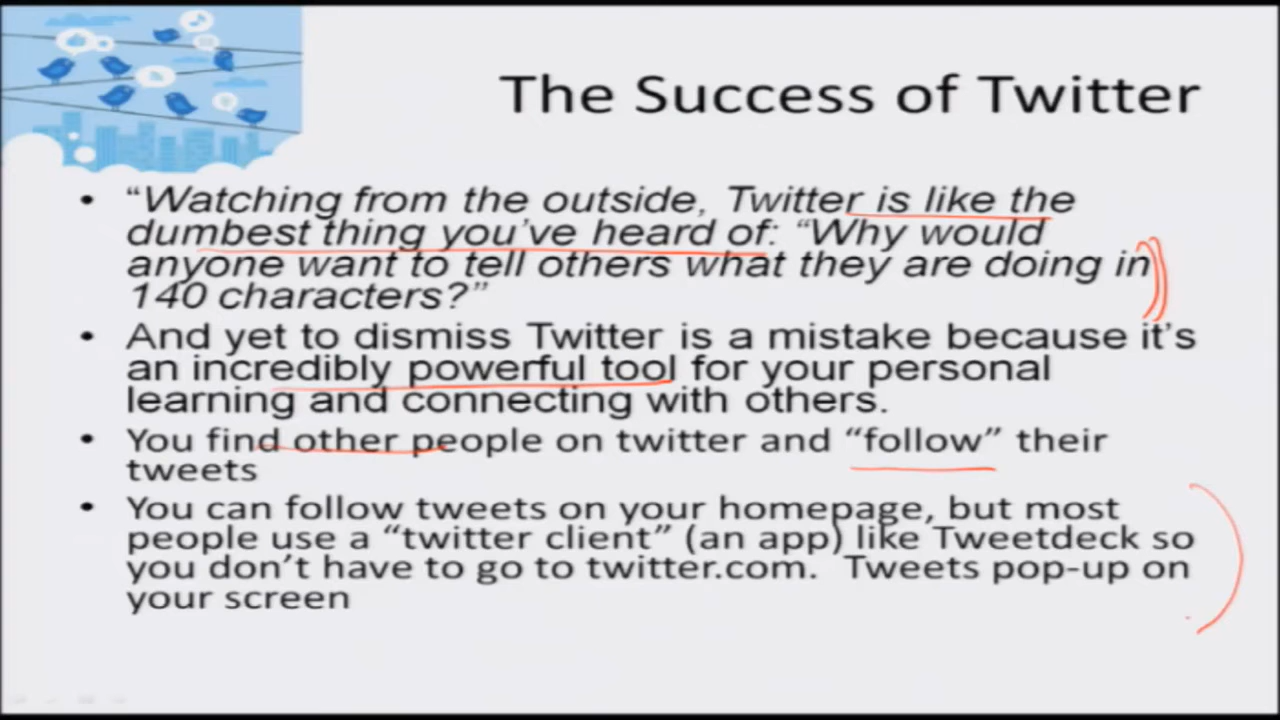 The Success of Twitter
• “Watching from the outside, Twitter is like the
dumbest thing you’ve heard of: “Why would
anyone want to tell others what they are doing in
140 characters?”
• And yet to dismiss Twitter is a mistake because it’s
an incredibly powerful tool for your personal
learning and connecting with others.
• You find other people on twitter and “follow” their
tweets
• You can follow tweets on your homepage, but most
people use a “twitter client” (an app) like Tweetdeck so
you don’t have to go to twitter.com.  Tweets pop-up on
your screen